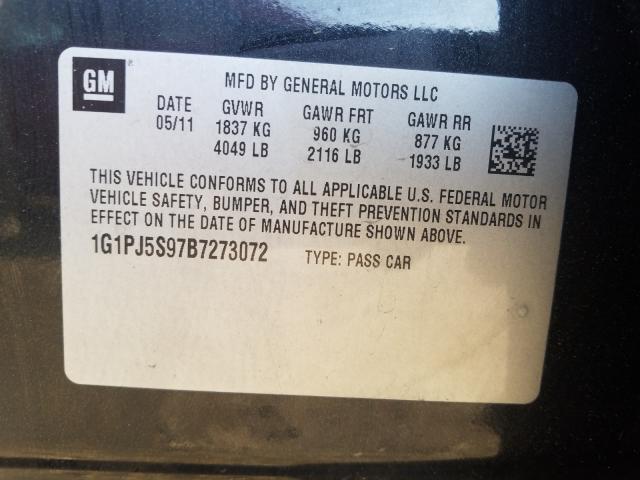 GM
MFD BY GENERAL MOTORS LLC
DATE GVWR GAWR FRT GAWR RR
05/11 1837 KG 960 KG 877 KG
4049 LB 2116 LB 1933 LB
THIS VEHICLE CONFORMS TO ALL APPLICABLE U.S. FEDERAL MOTOR
VEHICLE SAFETY, BUMPER, AND THEFT PREVENTION STANDARDS IN
EFFECT ON THE DATE OF MANUFACTURE SHOWN ABOVE.
1G1PJ5S97B7273072 TYPE: PASS CAR